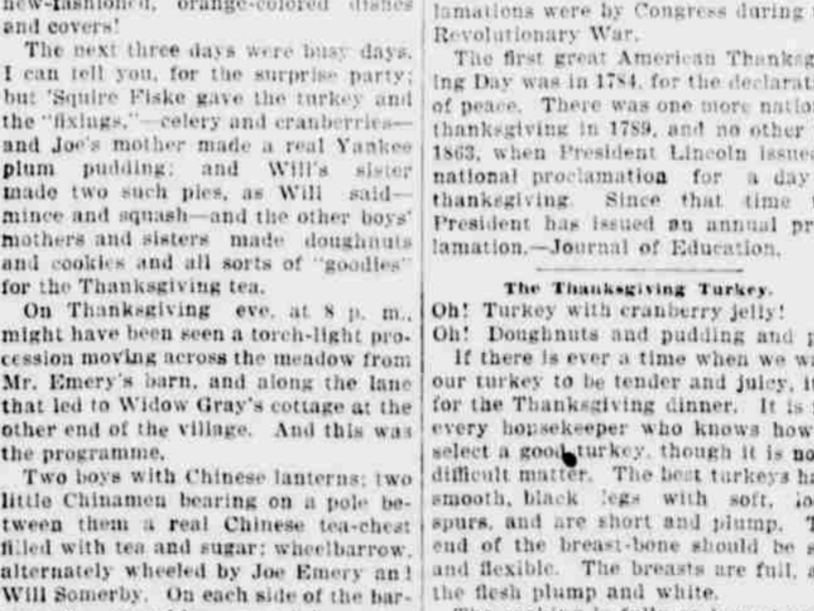 new-fashioned, orange-colored dishes
and covers!
The next three days were busy days,
I can tell you, for the surprise party;
but 'Squire Fiske gave the turkey and
the "fixings,"—celery and cranberries—
and Joe's mother made a real Yankee
plum pudding; and Will's sister
made two such pies, as Will said—
mince and squash—and the other boys'
mothers and sisters made doughnuts
and cookies and all sorts of "goodies"
for the Thanksgiving tea.
On Thanksgiving eve, at 8 p. m.,
might have been seen a torch-light pro-
cession moving across the meadow from
Mr. Emery's barn, and along the lane
that led to Widow Gray's cottage at the
other end of the village. And this was
the programme.
Two boys with Chinese lanterns; two
little Chinamen bearing on a pole be-
tween them a real Chinese tea-chest
filled with tea and sugar; wheelbarrow,
alternately wheeled by Joe Emery and
Will Somerby. On each side of the bar-
lamations were by Congress during
Revolutionary War.
The first great American Thanksg
ing Day was in 1784, for the declarat
of peace. There was one more natio
thanksgiving in 1789, and no other
1863, when President Lincoln issue
national proclamation for a day
thanksgiving. Since that time
President has issued an annual pr
lamation.—Journal of Education.
The Thanksgiving Turkey.
Oh! Turkey with cranberry jelly!
Oh! Doughnuts and pudding and p
If there is ever a time when we wa
our turkey to be tender and juicy, i
for the Thanksgiving dinner. It is
every housekeeper who knows how
select a good turkey, though it is no
difficult matter. The best turkeys ha
smooth, black legs with soft, lo
spurs, and are short and plump. T
end of the breast-bone should be s
and flexible. The breasts are full, a
the flesh plump and white.